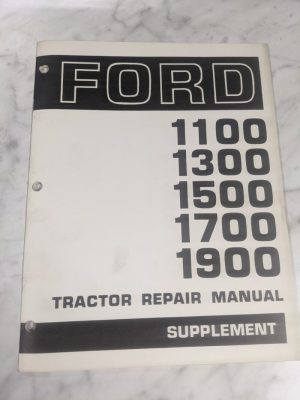 FORD
1100
1300
1500
1700
1900
TRACTOR REPAIR MANUAL
SUPPLEMENT